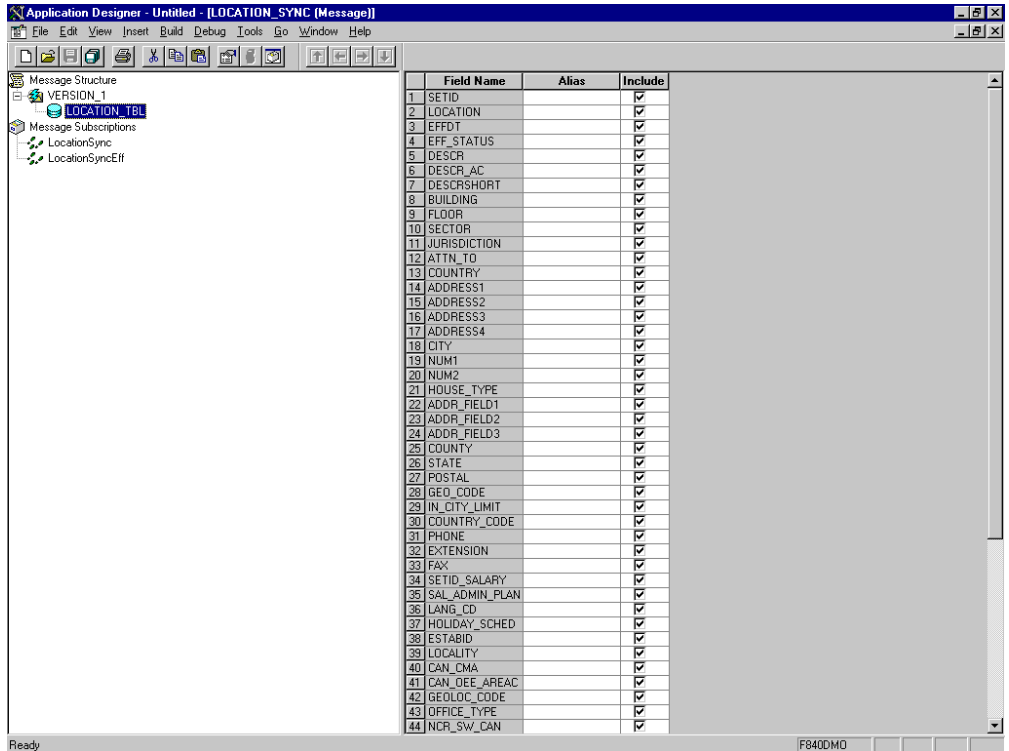 Application Designer - Untitled - [LOCATION_SYNC (Message)]
File Edit View Insert Build Debug Tools Go Window Help
Message Structure
VERSION_1
LOCATION_TBL
Message Subscriptions
LocationSync
LocationSyncEff
Field Name Alias Include
1 SETID
2 LOCATION
3 EFFDT
4 EFF_STATUS
5 DESCR
6 DESCR_AC
7 DESCRSHORT
8 BUILDING
9 FLOOR
10 SECTOR
11 JURISDICTION
12 ATTN_TO
13 COUNTRY
14 ADDRESS1
15 ADDRESS2
16 ADDRESS3
17 ADDRESS4
18 CITY
19 NUM1
20 NUM2
21 HOUSE_TYPE
22 ADDR_FIELD1
23 ADDR_FIELD2
24 ADDR_FIELD3
25 COUNTY
26 STATE
27 POSTAL
28 GEO_CODE
29 IN_CITY_LIMIT
30 COUNTRY_CODE
31 PHONE
32 EXTENSION
33 FAX
34 SETID_SALARY
35 SAL_ADMIN_PLAN
36 LANG_CD
37 HOLIDAY_SCHED
38 ESTABID
39 LOCALITY
40 CAN_CMA
41 CAN_OEE_AREAC
42 GEOLOC_CODE
43 OFFICE_TYPE
44 NCR_SW_CAN
Ready F840DMO